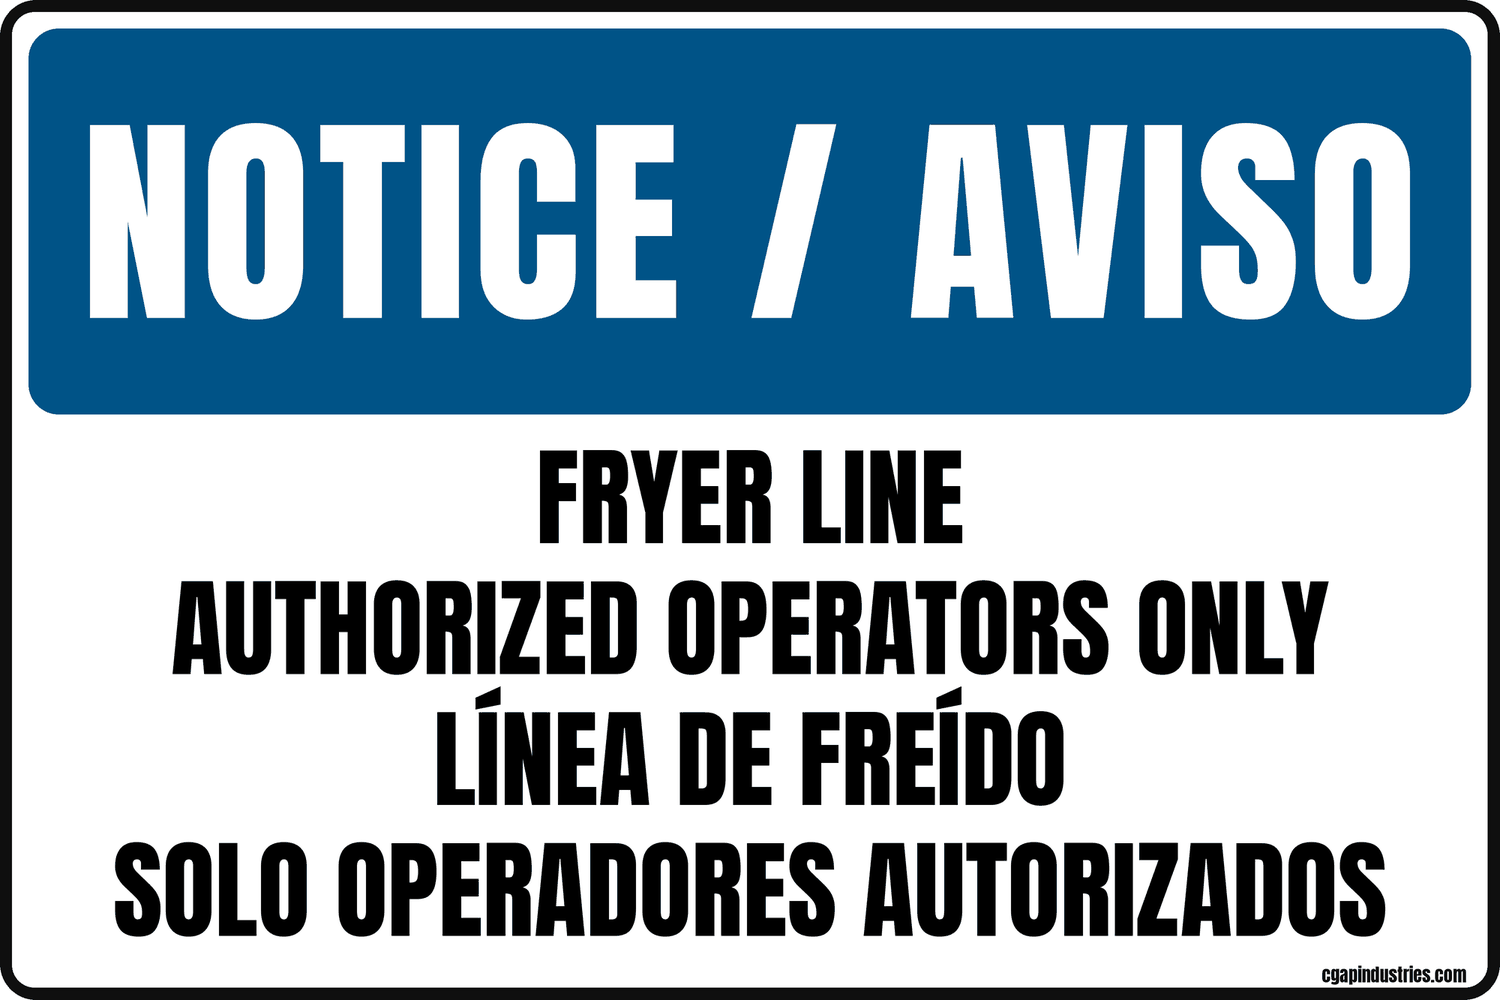 NOTICE / AVISO
FRYER LINE
AUTHORIZED OPERATORS ONLY
LÍNEA DE FREÍDO
SOLO OPERADORES AUTORIZADOS
cgapindustries.com